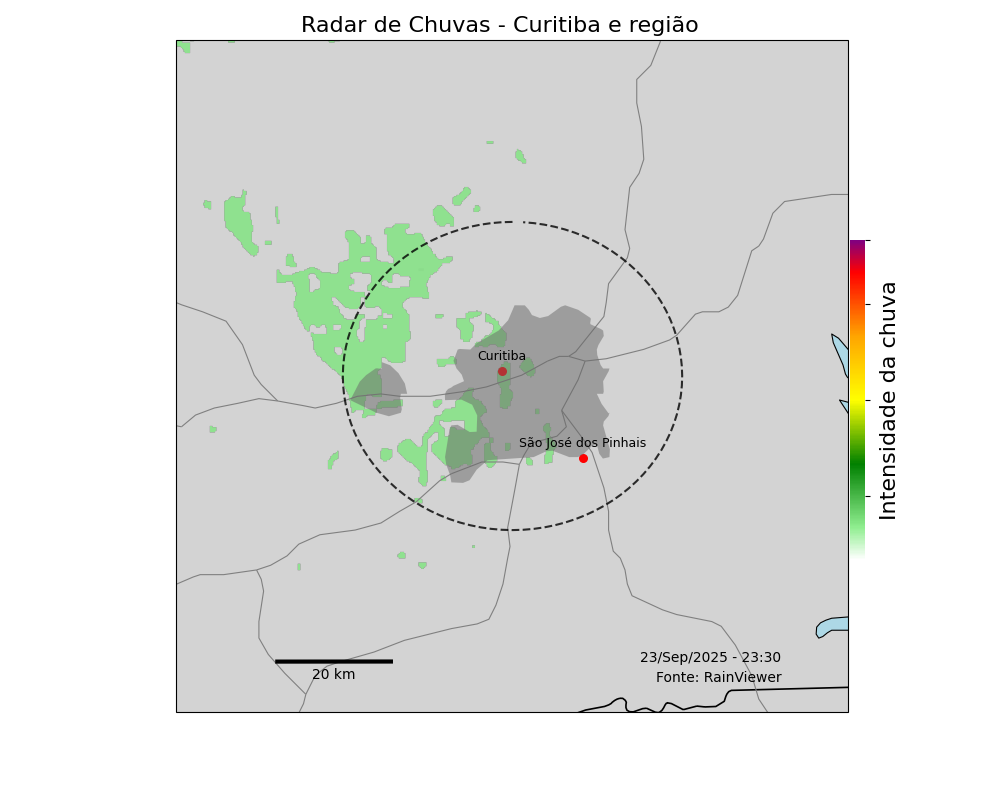 Radar de Chuvas - Curitiba e região
Curitiba
São José dos Pinhais
Intensidade da chuva
23/Sep/2025 - 23:30
Fonte: RainViewer
20 km